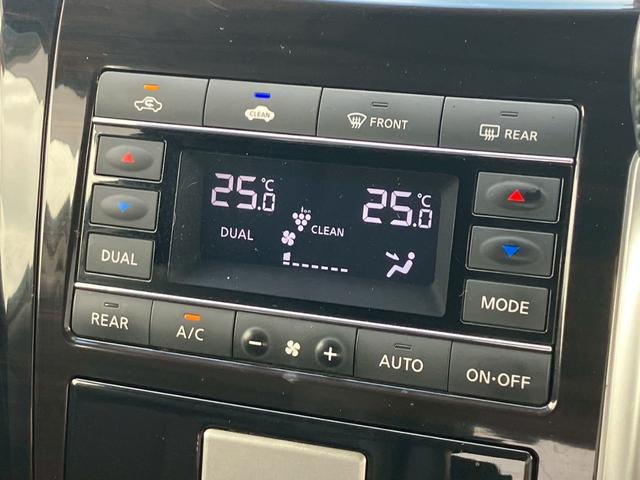 CLEAN
FRONT
REAR
25.0°C
25.0°C
DUAL
CLEAN
DUAL
MODE
REAR
A/C
− +
AUTO
ON·OFF